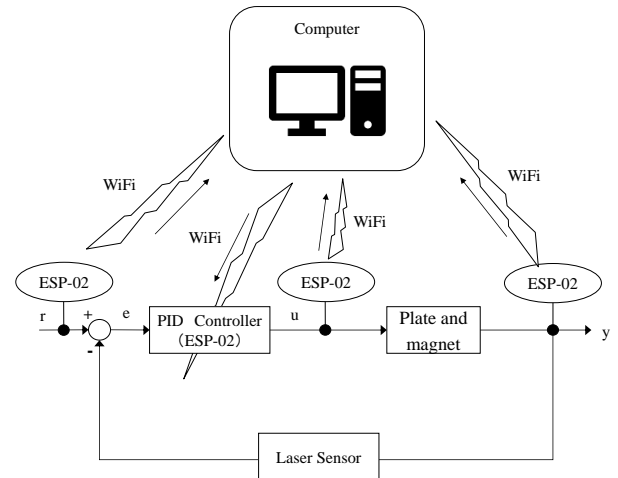 Computer
WiFi
WiFi
WiFi
WiFi
ESP-02
ESP-02
ESP-02
r
+
-
e
PID Controller
（ESP-02）
u
Plate and
magnet
y
Laser Sensor